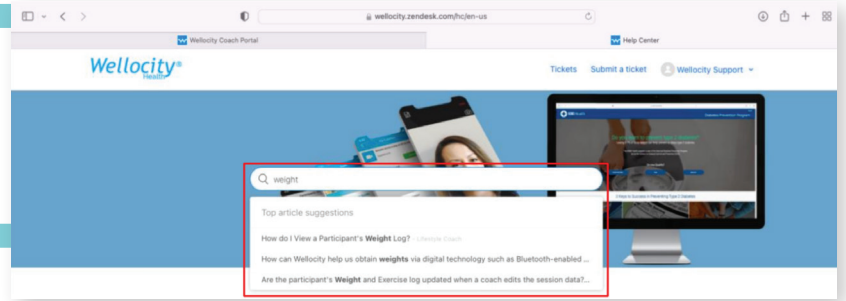 wellocity.zendesk.com/hc/en-us
Wellocity Coach Portal
Help Center
Wellocity®
Health
Tickets Submit a ticket Wellocity Support
weight
Top article suggestions
How do I View a Participant's Weight Log? - Lifestyle Coach
How can Wellocity help us obtain weights via digital technology such as Bluetooth-enabled ...
Are the participant's Weight and Exercise log updated when a coach edits the session data?...